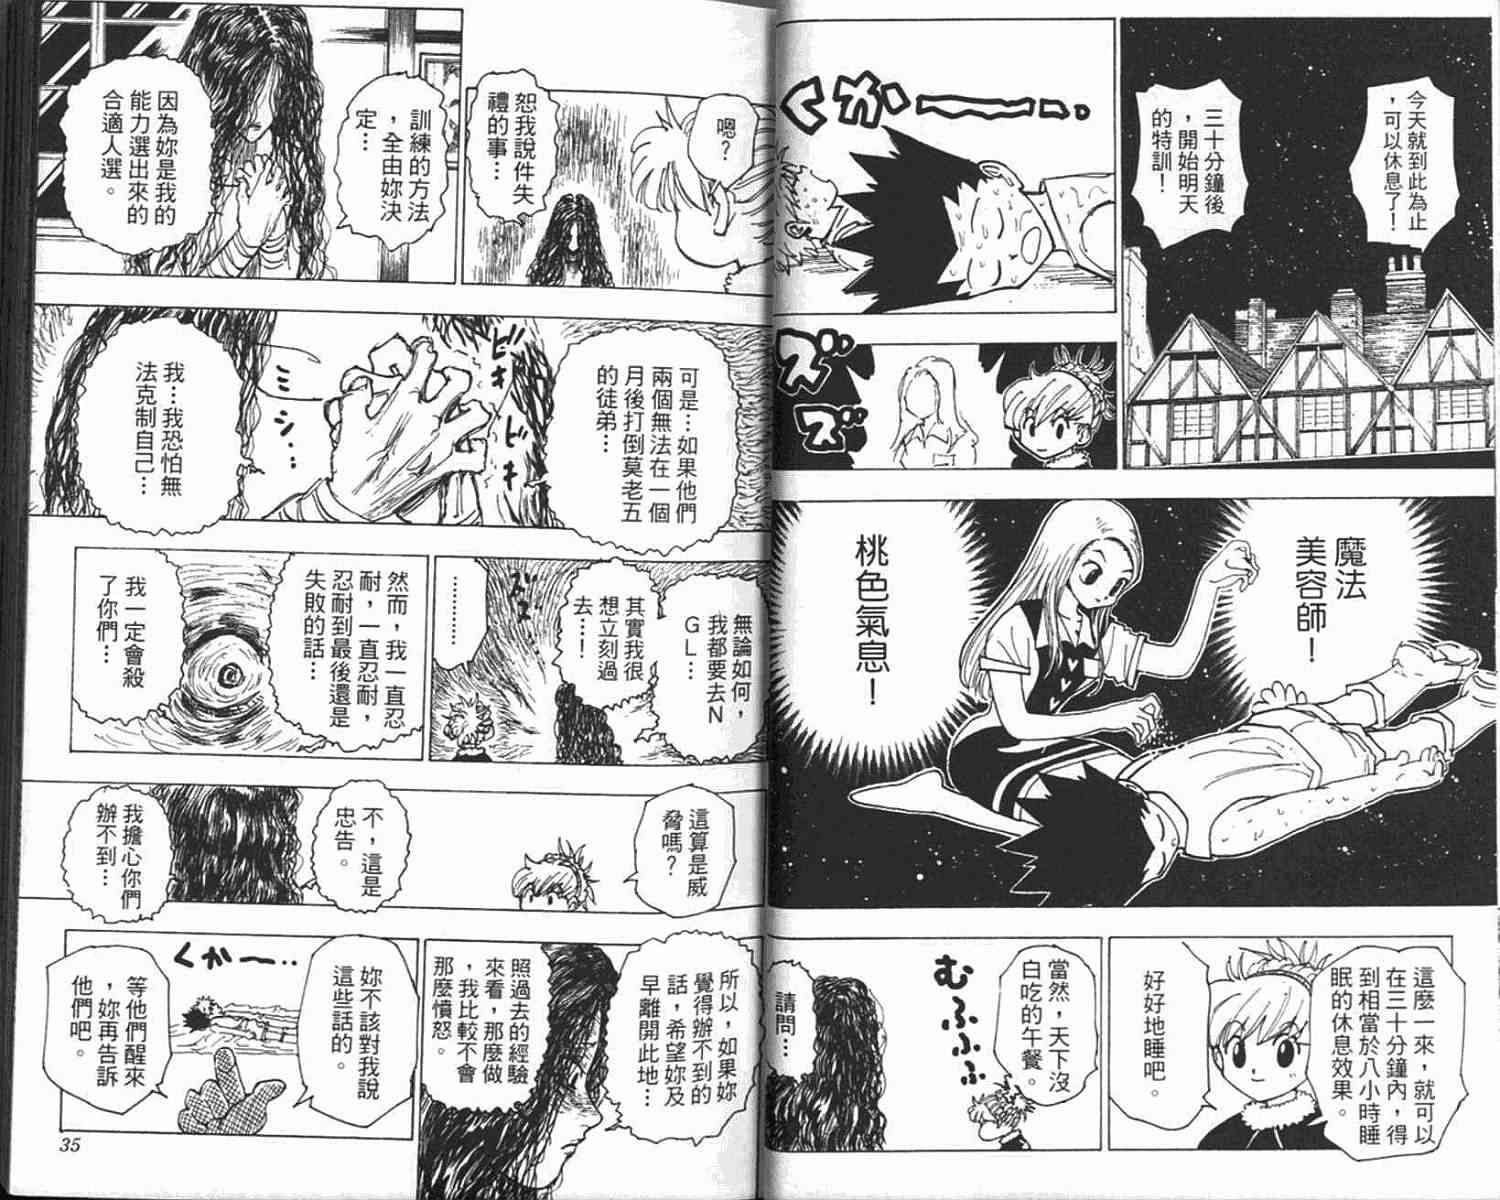 今天就到此為止
，可以休息了！
三十分鐘後
，開始明天
的特訓！
くかー—…
ズズ
ズズ
魔法
美容師！
桃色氣息！
這麼一來，就可以
在三十分鐘內，得
到相當於八小時睡
眠的休息效果。
好好地睡吧。
當然，天下沒
白吃的午餐。
むふふふ
請問…
嗯？
恕我說件失
禮的事…
訓練的方法
，全由妳決
定…
因為妳是我的
能力選出來的
合適人選。
可是…如果他們
兩個無法在一個
月後打倒莫老五
的徒弟…
ビキ
ビキ
ミシ…
我…我恐怕無
法克制自己…
無論如何，
我都要去N
GL…
其實我很
想立刻過
去…！
ズズズ
…………
然而，我一直忍
耐，一直忍耐，
忍耐到最後還是
失敗的話…
我一定會殺
了你們…
這算是威
脅嗎？
不，這是
忠告。
我擔心你們
辦不到…
所以，如果妳
覺得辦不到的
話，希望妳及
早離開此地…
照過去的經驗
來看，那麼做
，我比較不會
那麼憤怒。
妳不該對我說
這些話的。
くかー…
等他們醒來
，妳再告訴
他們吧。
35